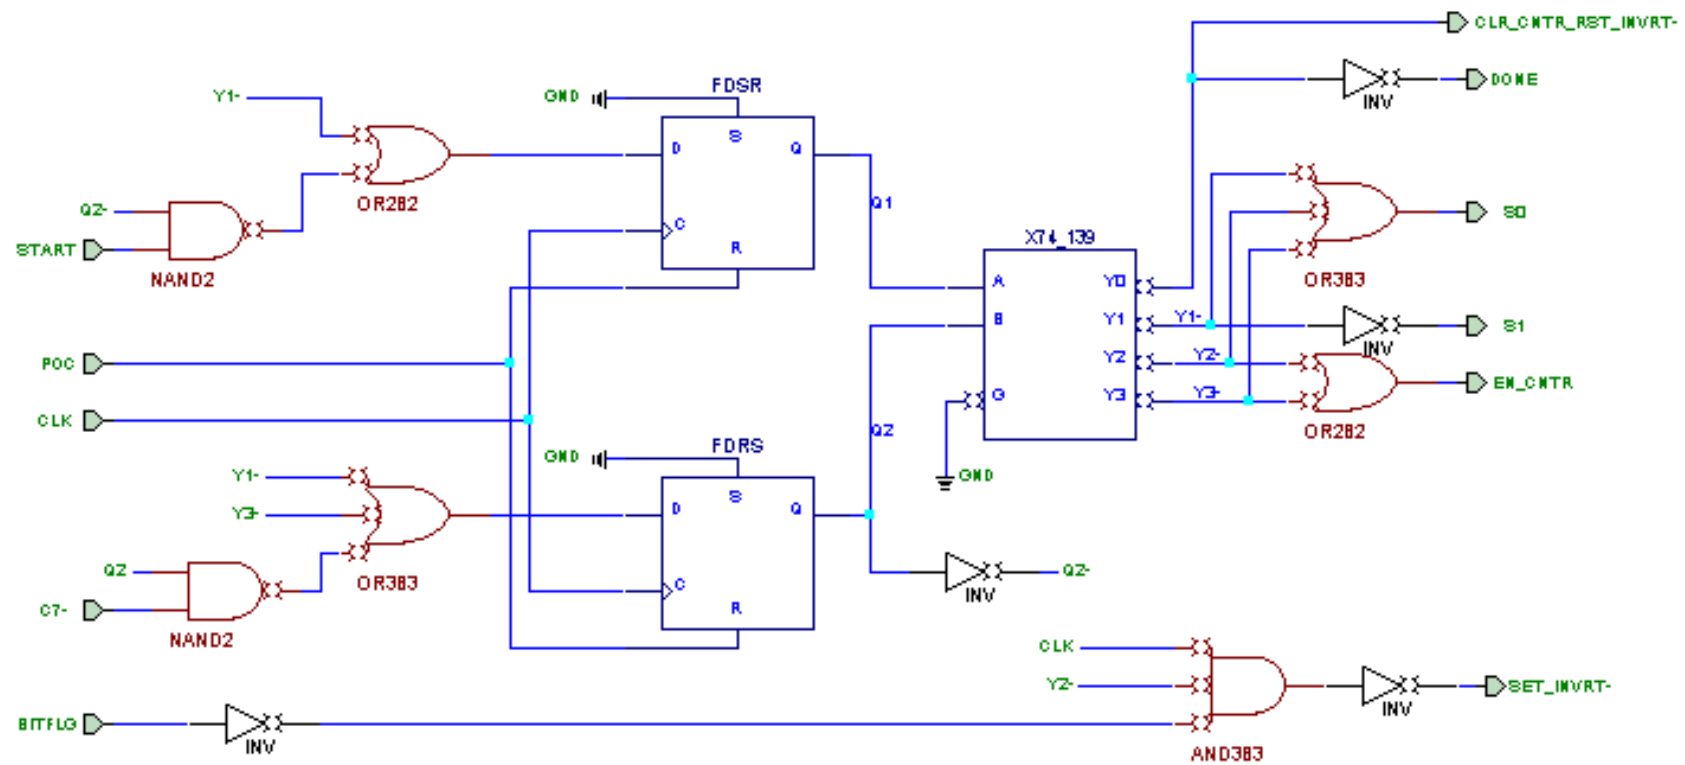 CLR_CNTR_RST_INVRT-
FDSR
DONE
Y1-
GND
INV
S
D
Q
OR2B2
Q2-
Q1
S0
START
C
X74_139
NAND2
R
A
Y0
OR3B3
B
Y1
Y1-
S1
INV
POC
Y2
Y2-
EN_CNTR
G
Y3
Y3-
CLK
Q2
OR2B2
FDRS
GND
Y1-
GND
S
D
Q
Y3-
Q2
Q2-
OR3B3
C
INV
C7-
R
NAND2
CLK
Y2-
SET_INVRT-
INV
BITFLG
INV
AND3B3